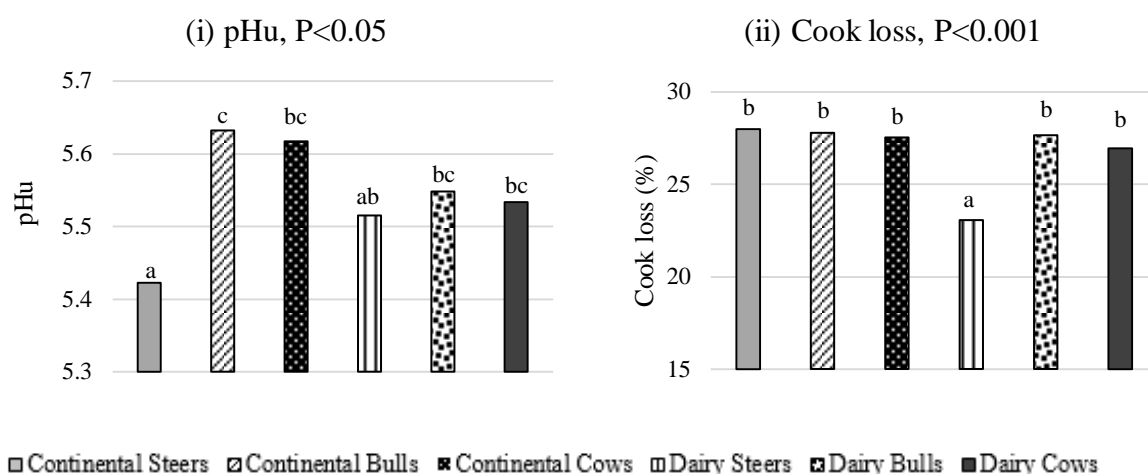 (i) pHu, P<0.05
5.7
5.6
5.5
5.4
5.3
pHu
a
c
bc
ab
bc
bc
(ii) Cook loss, P<0.001
30
25
20
15
Cook loss (%)
b
b
b
a
b
b
Continental Steers Continental Bulls Continental Cows Dairy Steers Dairy Bulls Dairy Cows